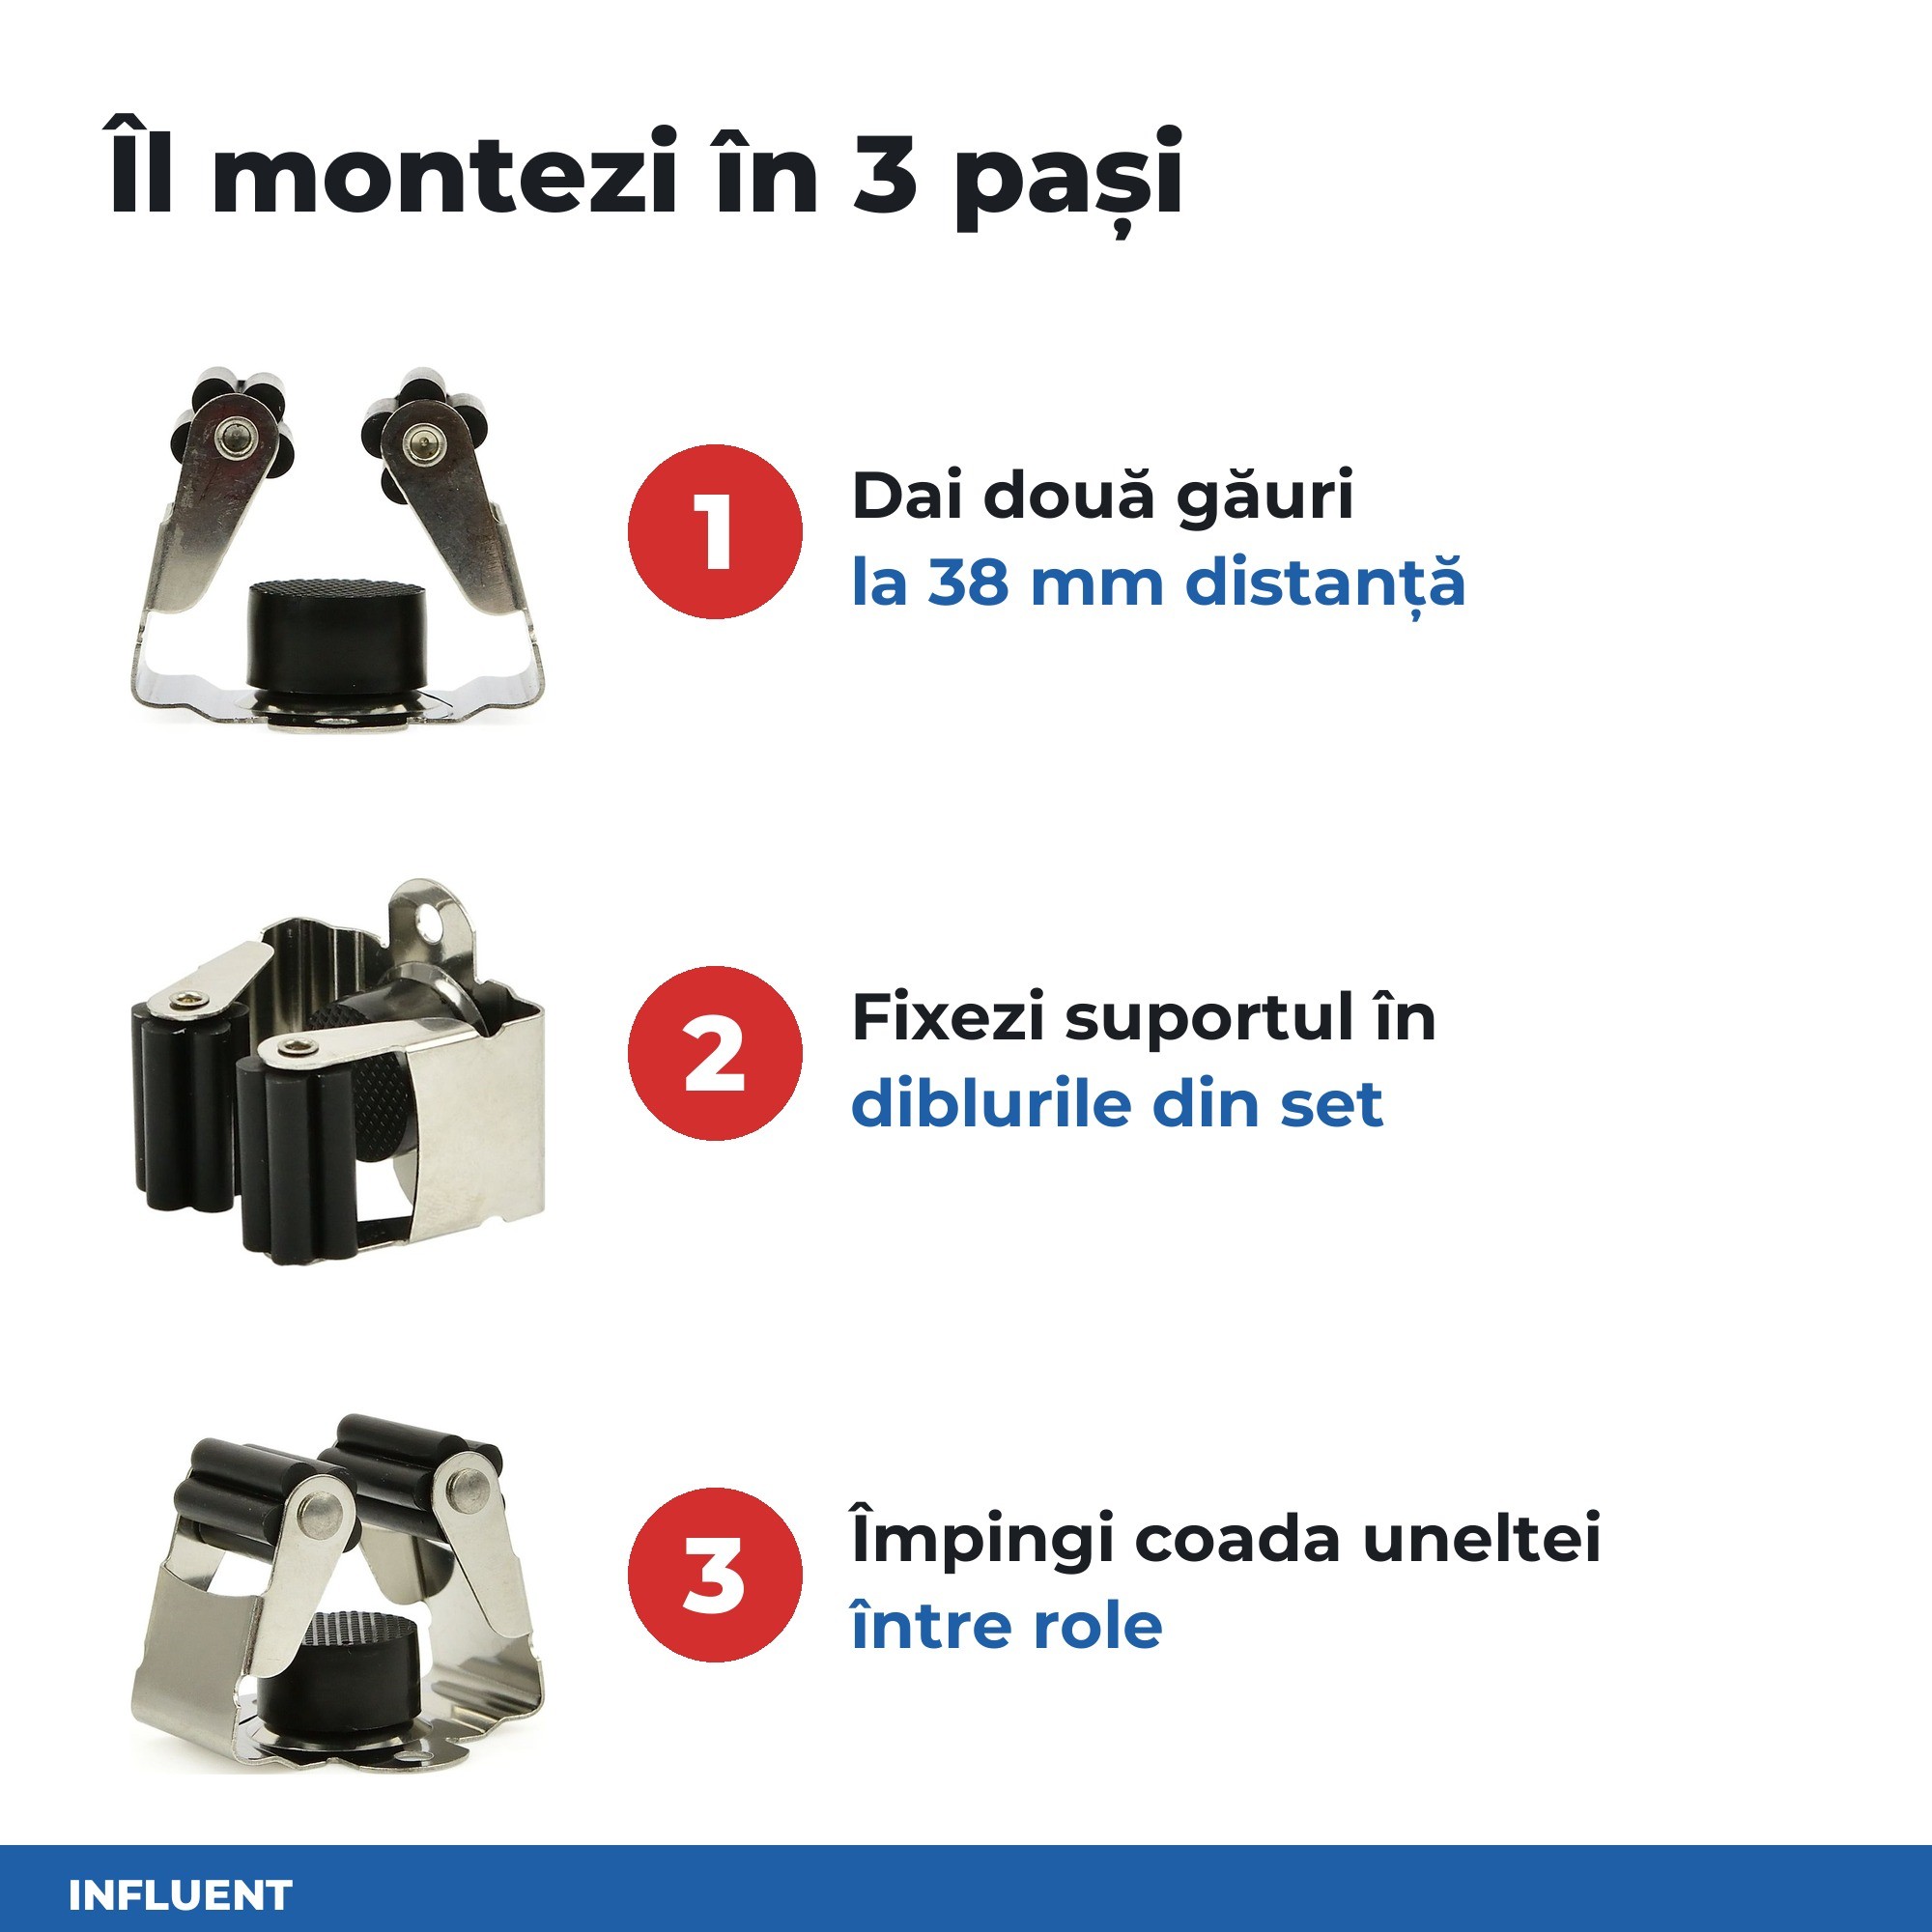 Îl montezi în 3 pași
1
Dai două găuri
la 38 mm distanță
2
Fixezi suportul în
diblurile din set
3
Împingi coada uneltei
între role
INFLUENT